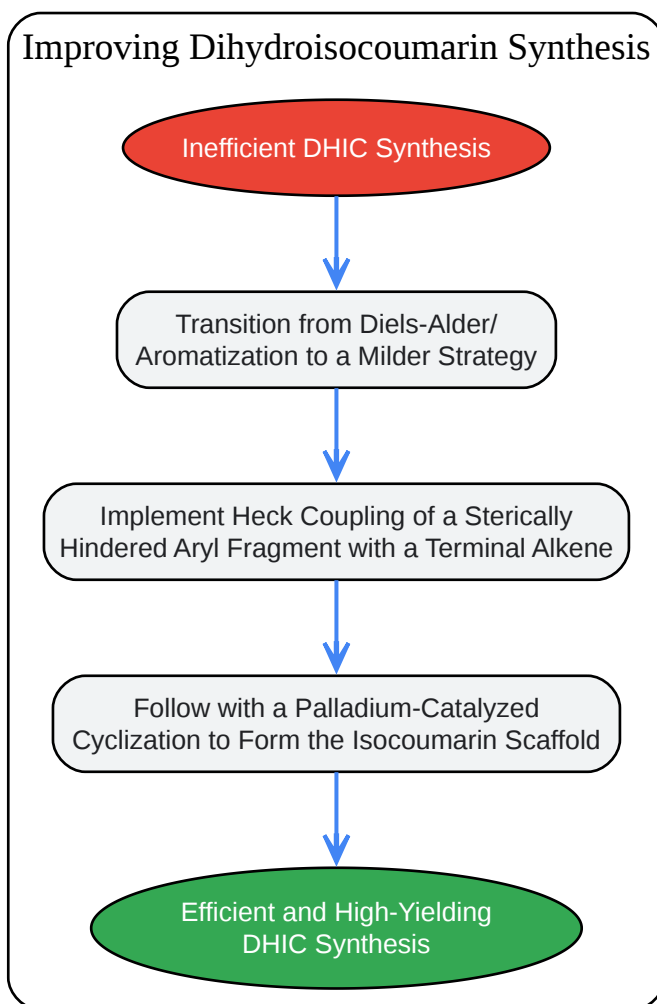 Improving Dihydroisocoumarin Synthesis
Inefficient DHIC Synthesis
Transition from Diels-Alder/
Aromatization to a Milder Strategy
Implement Heck Coupling of a Sterically
Hindered Aryl Fragment with a Terminal Alkene
Follow with a Palladium-Catalyzed
Cyclization to Form the Isocoumarin Scaffold
Efficient and High-Yielding
DHIC Synthesis